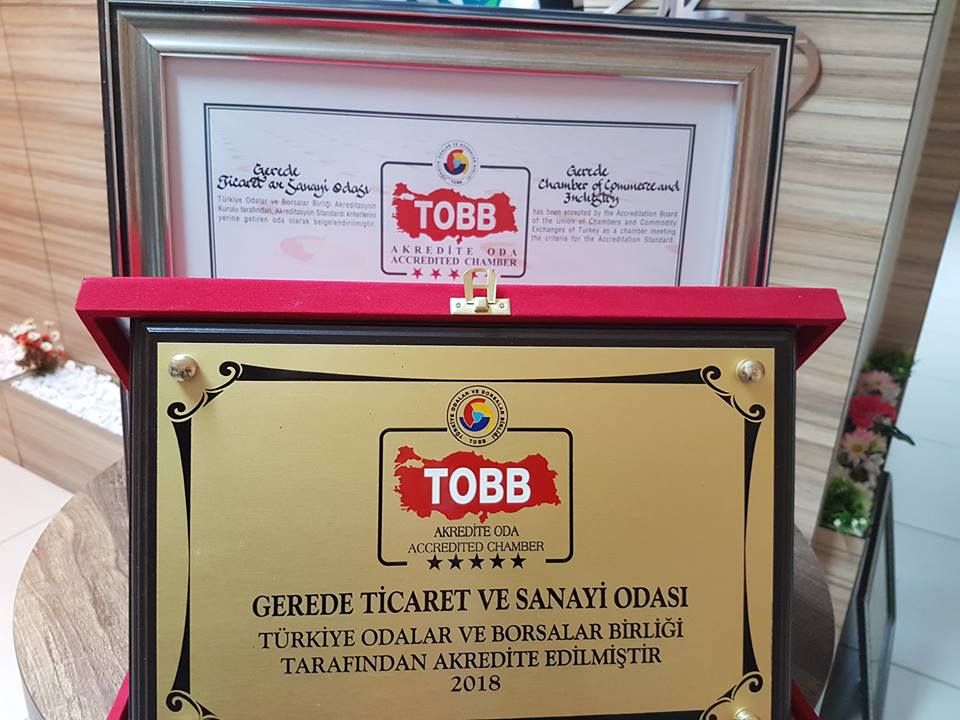 Gerede
Ticaret ve Sanayi Odası
Türkiye Odalar ve Borsalar Birliği Akreditasyon
Kurulu tarafından, Akreditasyon Standardı kriterlerini
yerine getiren oda olarak belgelendirilmiştir.
TOBB
TOBB
AKREDİTE ODA
ACCREDITED CHAMBER
Gerede
Chamber of Commerce and
Industry
has been accepted by the Accreditation Board
of the Union of Chambers and Commodity
Exchanges of Turkey as a chamber meeting
the criteria for the Accreditation Standard.
TÜRKİYE ODALAR VE BORSALAR BİRLİĞİ
TOBB
TOBB
AKREDİTE ODA
ACCREDITED CHAMBER
GEREDE TİCARET VE SANAYİ ODASI
TÜRKİYE ODALAR VE BORSALAR BİRLİĞİ
TARAFINDAN AKREDİTE EDİLMİŞTİR
2018